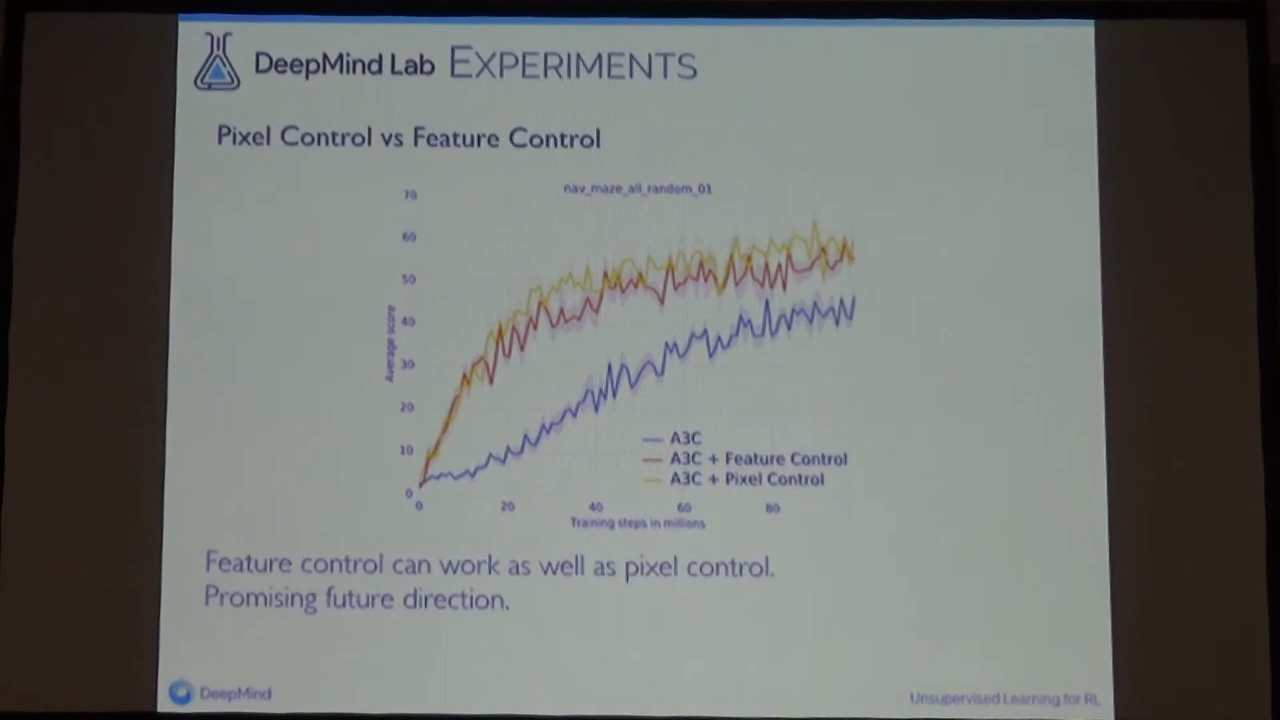 DeepMind Lab EXPERIMENTS
Pixel Control vs Feature Control
nav_maze_all_random_01
70
60
50
40
30
20
10
0
Average score
0 20 40 60 80
Training steps in millions
A3C
A3C + Feature Control
A3C + Pixel Control
Feature control can work as well as pixel control.
Promising future direction.
DeepMind
Unsupervised Learning for RL